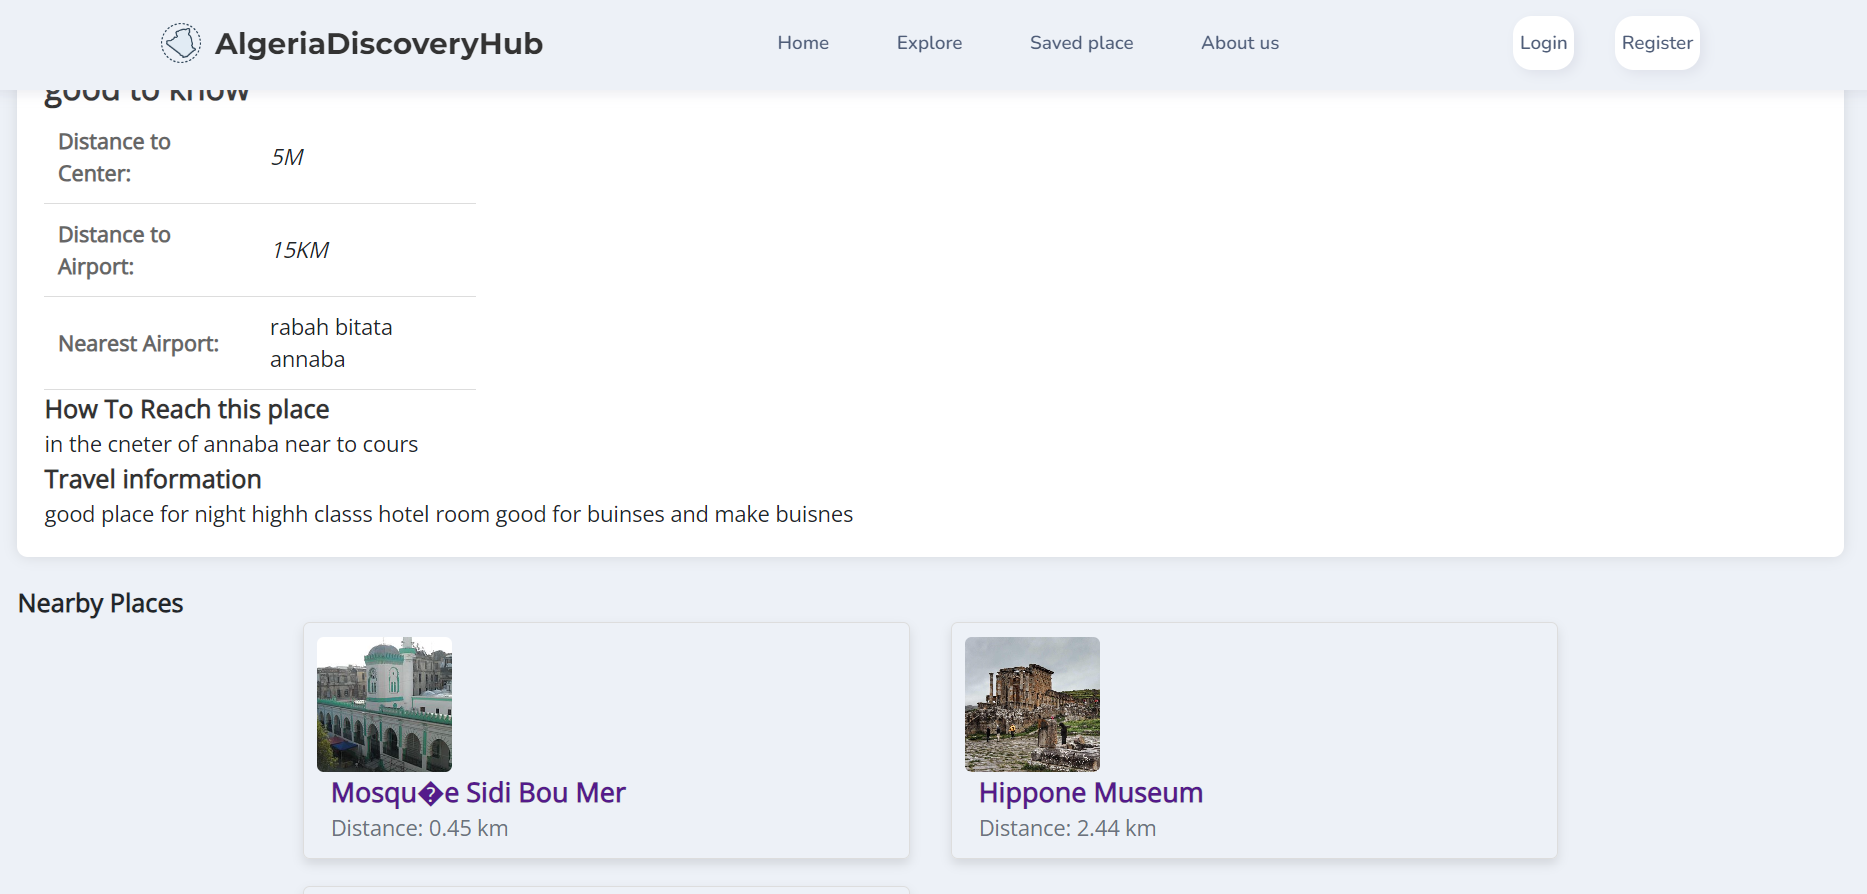 AlgeriaDiscoveryHub
Home
Explore
Saved place
About us
Login
Register
good to know
Distance to
Center:
5M
Distance to
Airport:
15KM
Nearest Airport:
rabah bitata
annaba
How To Reach this place
in the cneter of annaba near to cours
Travel information
good place for night highh classs hotel room good for buinses and make buisnes
Nearby Places
Mosqu�e Sidi Bou Mer
Distance: 0.45 km
Hippone Museum
Distance: 2.44 km